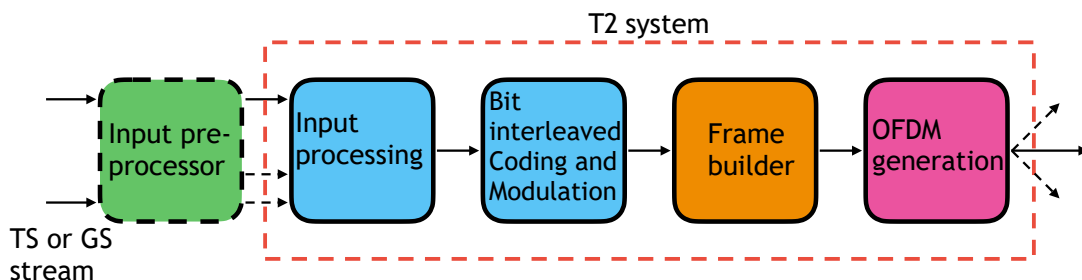 T2 system
Input pre-
processor
Input
processing
Bit
interleaved
Coding and
Modulation
Frame
builder
OFDM
generation
TS or GS
stream